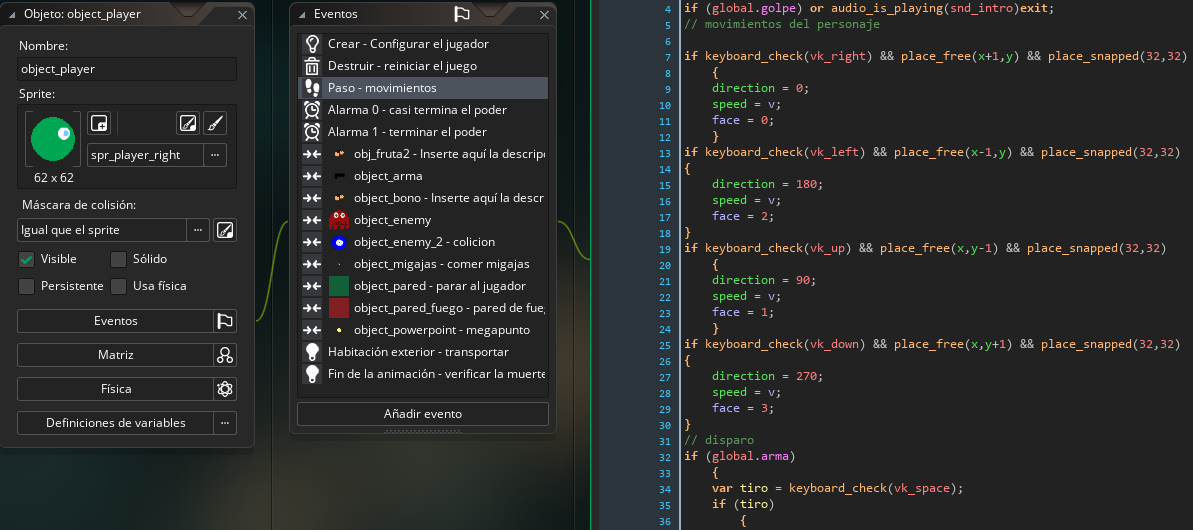 Objeto: object_player
Nombre:
object_player
Sprite:
spr_player_right
...
62 x 62
Máscara de colisión:
Igual que el sprite
...
Visible
Sólido
Persistente
Usa física
Eventos
Matriz
Física
Definiciones de variables
...
Eventos
Crear - Configurar el jugador
Destruir - reiniciar el juego
Paso - movimientos
Alarma 0 - casi termina el poder
Alarma 1 - terminar el poder
obj_fruta2 - Inserte aquí la descrip
object_arma
object_bono - Inserte aquí la descr
object_enemy
object_enemy_2 - colicion
object_migajas - comer migajas
object_pared - parar al jugador
object_pared_fuego - pared de fueg
object_powerpoint - megapunto
Habitación exterior - transportar
Fin de la animación - verificar la muerte
Añadir evento
4 if (global.golpe) or audio_is_playing(snd_intro)exit;
5 // movimientos del personaje
6
7 if keyboard_check(vk_right) && place_free(x+1,y) && place_snapped(32,32)
8 {
9 direction = 0;
10 speed = v;
11 face = 0;
12 }
13 if keyboard_check(vk_left) && place_free(x-1,y) && place_snapped(32,32)
14 {
15 direction = 180;
16 speed = v;
17 face = 2;
18 }
19 if keyboard_check(vk_up) && place_free(x,y-1) && place_snapped(32,32)
20 {
21 direction = 90;
22 speed = v;
23 face = 1;
24 }
25 if keyboard_check(vk_down) && place_free(x,y+1) && place_snapped(32,32)
26 {
27 direction = 270;
28 speed = v;
29 face = 3;
30 }
31 // disparo
32 if (global.arma)
33 {
34 var tiro = keyboard_check(vk_space);
35 if (tiro)
36 {